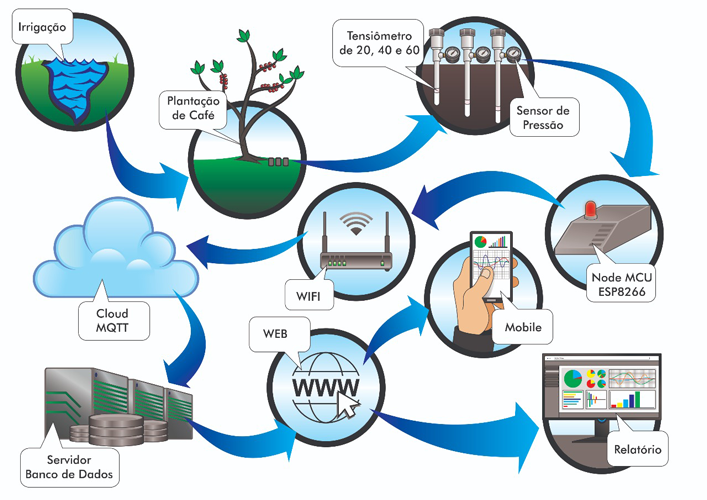 Irrigação
Plantação
de Café
Tensiômetro
de 20, 40 e 60
Sensor de
Pressão
Node MCU
ESP8266
WIFI
Cloud
MQTT
Servidor
Banco de Dados
WEB
WWW
Mobile
Relatório